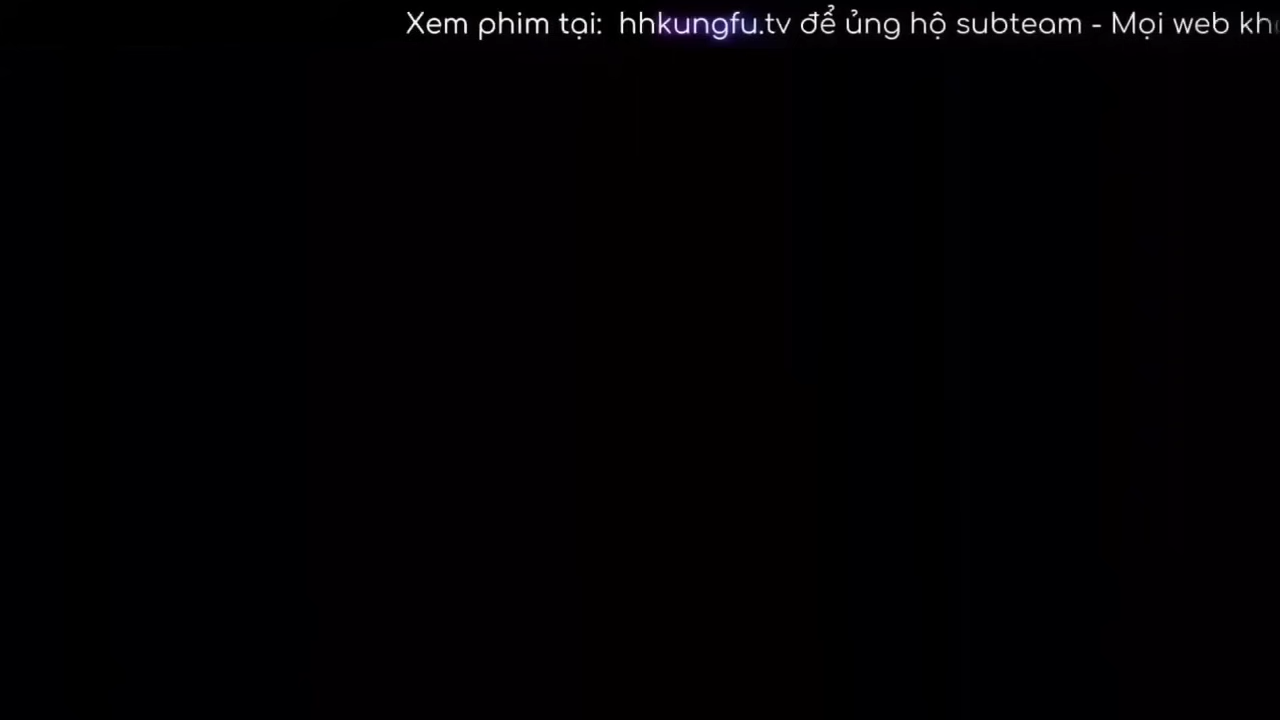 Xem phim tại: hhkungfu.tv để ủng hộ subteam - Mọi web